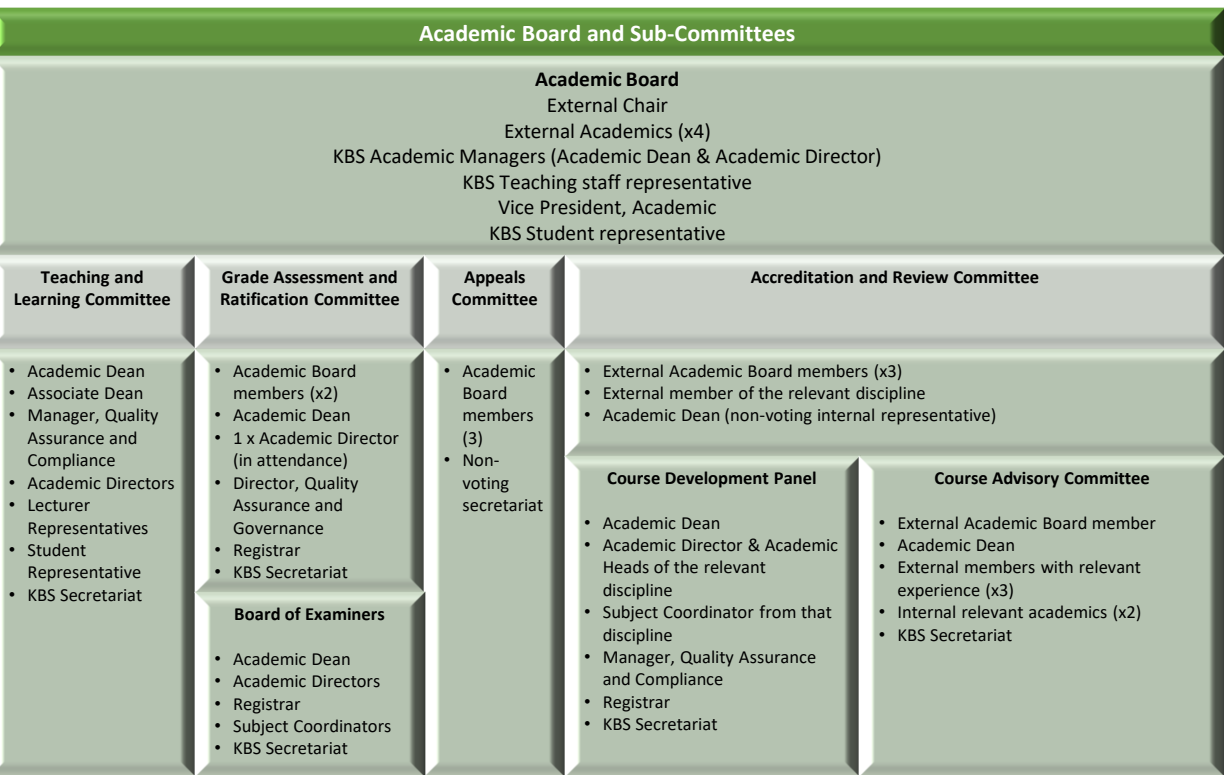 Academic Board and Sub-Committees
Academic Board
External Chair
External Academics (x4)
KBS Academic Managers (Academic Dean & Academic Director)
KBS Teaching staff representative
Vice President, Academic
KBS Student representative
Teaching and
Learning Committee
• Academic Dean
• Associate Dean
• Manager, Quality
Assurance and
Compliance
• Academic Directors
• Lecturer
Representatives
• Student
Representative
• KBS Secretariat
Grade Assessment and
Ratification Committee
• Academic Board
members (x2)
• Academic Dean
• 1 x Academic Director
(in attendance)
• Director, Quality
Assurance and
Governance
• Registrar
• KBS Secretariat
Board of Examiners
• Academic Dean
• Academic Directors
• Registrar
• Subject Coordinators
• KBS Secretariat
Appeals
Committee
• Academic
Board
members
(3)
• Non-
voting
secretariat
Accreditation and Review Committee
• External Academic Board members (x3)
• External member of the relevant discipline
• Academic Dean (non-voting internal representative)
Course Development Panel
• Academic Dean
• Academic Director & Academic
Heads of the relevant
discipline
• Subject Coordinator from that
discipline
• Manager, Quality Assurance
and Compliance
• Registrar
• KBS Secretariat
Course Advisory Committee
• External Academic Board member
• Academic Dean
• External members with relevant
experience (x3)
• Internal relevant academics (x2)
• KBS Secretariat